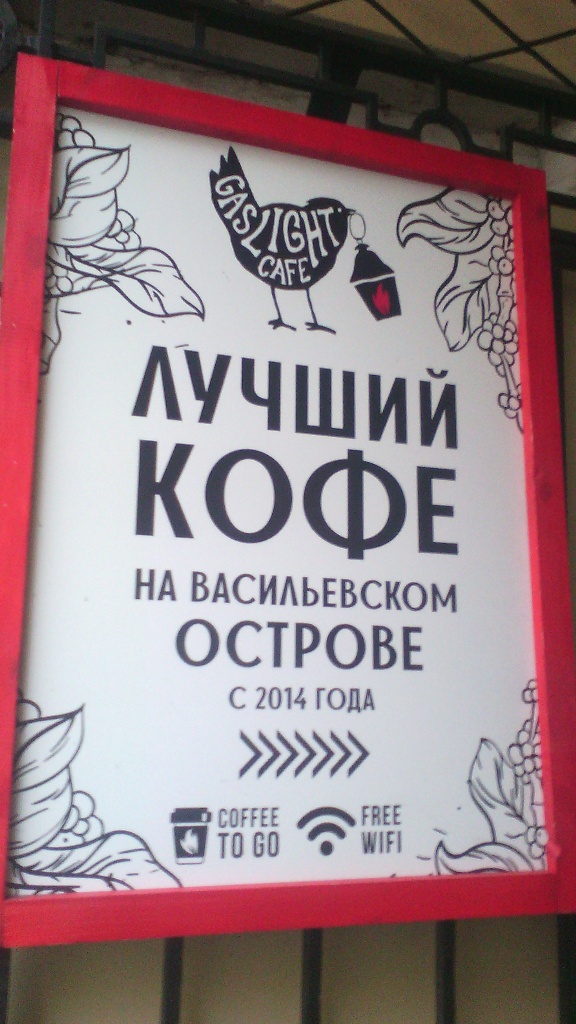 GASLIGHT
CAFE
ЛУЧШИЙ
КОФЕ
НА ВАСИЛЬЕВСКОМ
ОСТРОВЕ
С 2014 ГОДА
COFFEE
TO GO
FREE
WIFI